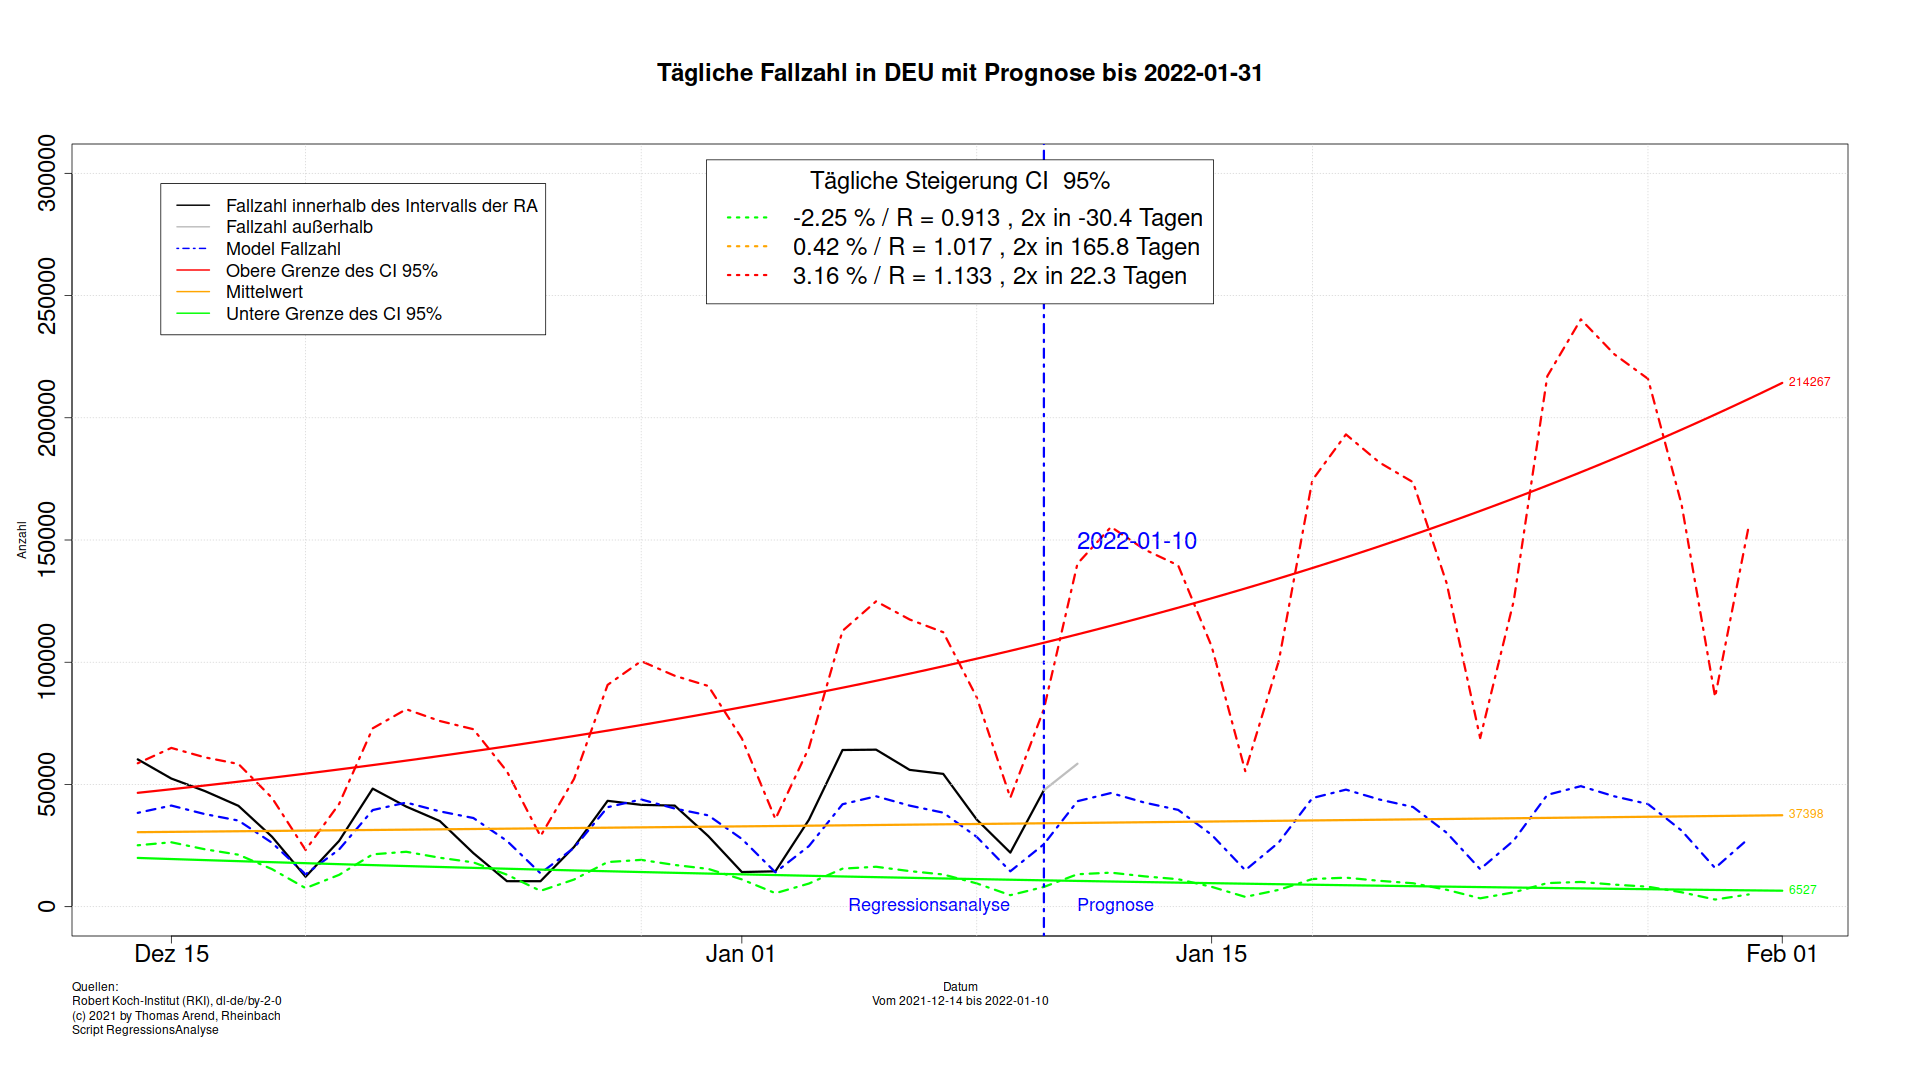 Tägliche Fallzahl in DEU mit Prognose bis 2022-01-31
Fallzahl innerhalb des Intervalls der RA
Fallzahl außerhalb
Model Fallzahl
Obere Grenze des CI 95%
Mittelwert
Untere Grenze des CI 95%
Tägliche Steigerung CI  95%
-2.25 % / R = 0.913 , 2x in -30.4 Tagen
0.42 % / R = 1.017 , 2x in 165.8 Tagen
3.16 % / R = 1.133 , 2x in 22.3 Tagen
300000
250000
200000
150000
100000
50000
0
Anzahl
2022-01-10
214267
37398
6527
Regressionsanalyse
Prognose
Dez 15
Jan 01
Jan 15
Feb 01
Datum
Vom 2021-12-14 bis 2022-01-10
Quellen:
Robert Koch-Institut (RKI), dl-de/by-2-0
(c) 2021 by Thomas Arend, Rheinbach
Script RegressionsAnalyse